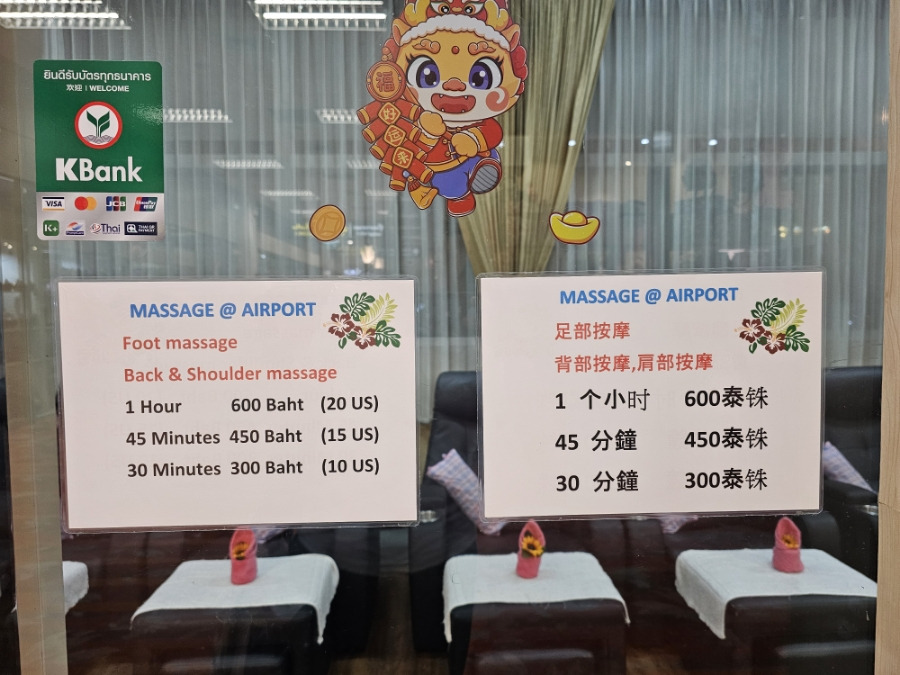 ยินดีรับบัตรทุกธนาคาร
欢迎 | WELCOME
KBank
VISA
JCB
UnionPay
K+
Thai
福
MASSAGE @ AIRPORT
Foot massage
Back & Shoulder massage
1 Hour 600 Baht (20 US)
45 Minutes 450 Baht (15 US)
30 Minutes 300 Baht (10 US)
MASSAGE @ AIRPORT
足部按摩
背部按摩,肩部按摩
1 个小时 600泰铢
45 分鐘 450泰铢
30 分鐘 300泰铢